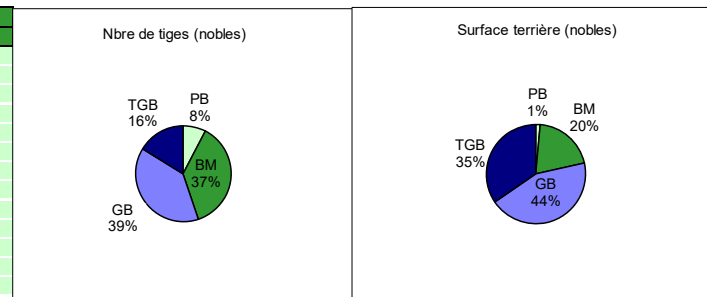 Nbre de tiges (nobles)
PB
8%
BM
37%
GB
39%
TGB
16%
Surface terrière (nobles)
PB
1%
BM
20%
GB
44%
TGB
35%